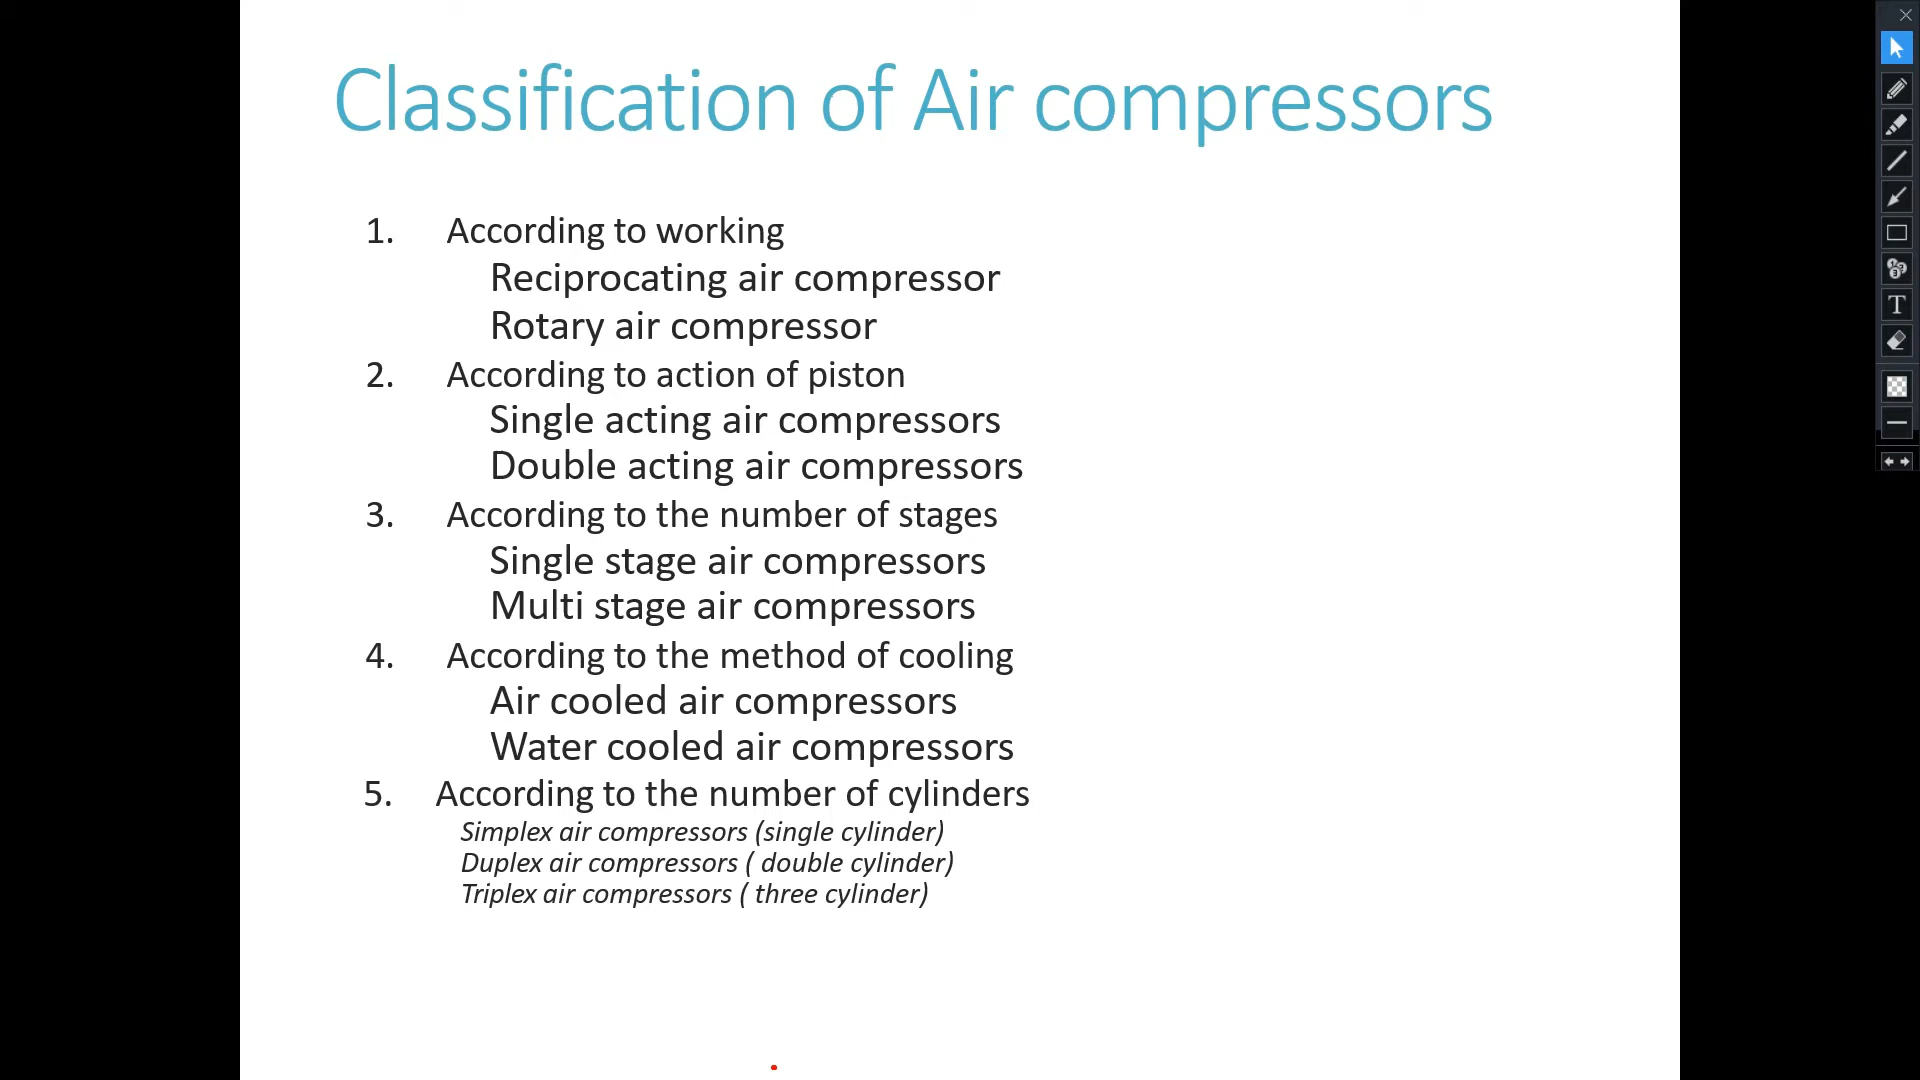 Classification of Air compressors
1. According to working
Reciprocating air compressor
Rotary air compressor
2. According to action of piston
Single acting air compressors
Double acting air compressors
3. According to the number of stages
Single stage air compressors
Multi stage air compressors
4. According to the method of cooling
Air cooled air compressors
Water cooled air compressors
5. According to the number of cylinders
Simplex air compressors (single cylinder)
Duplex air compressors ( double cylinder)
Triplex air compressors ( three cylinder)